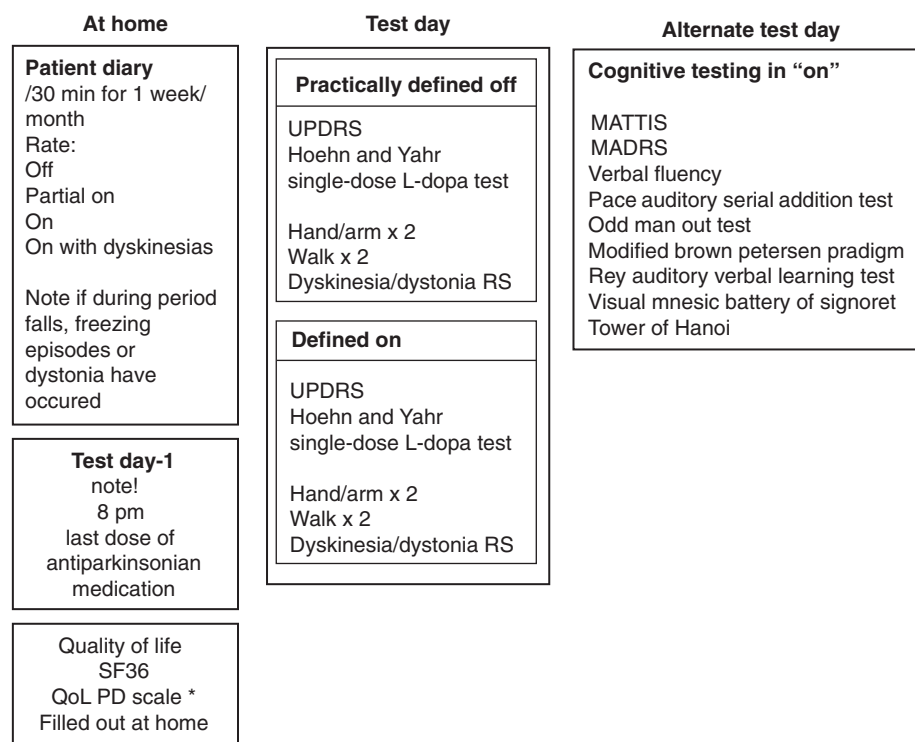 At home
Patient diary
/30 min for 1 week/
month
Rate:
Off
Partial on
On
On with dyskinesias
Note if during period
falls, freezing
episodes or
dystonia have
occured
Test day-1
note!
8 pm
last dose of
antiparkinsonian
medication
Quality of life
SF36
QoL PD scale *
Filled out at home
Test day
Practically defined off
UPDRS
Hoehn and Yahr
single-dose L-dopa test
Hand/arm x 2
Walk x 2
Dyskinesia/dystonia RS
Defined on
UPDRS
Hoehn and Yahr
single-dose L-dopa test
Hand/arm x 2
Walk x 2
Dyskinesia/dystonia RS
Alternate test day
Cognitive testing in “on”
MATTIS
MADRS
Verbal fluency
Pace auditory serial addition test
Odd man out test
Modified brown petersen pradigm
Rey auditory verbal learning test
Visual mnesic battery of signoret
Tower of Hanoi